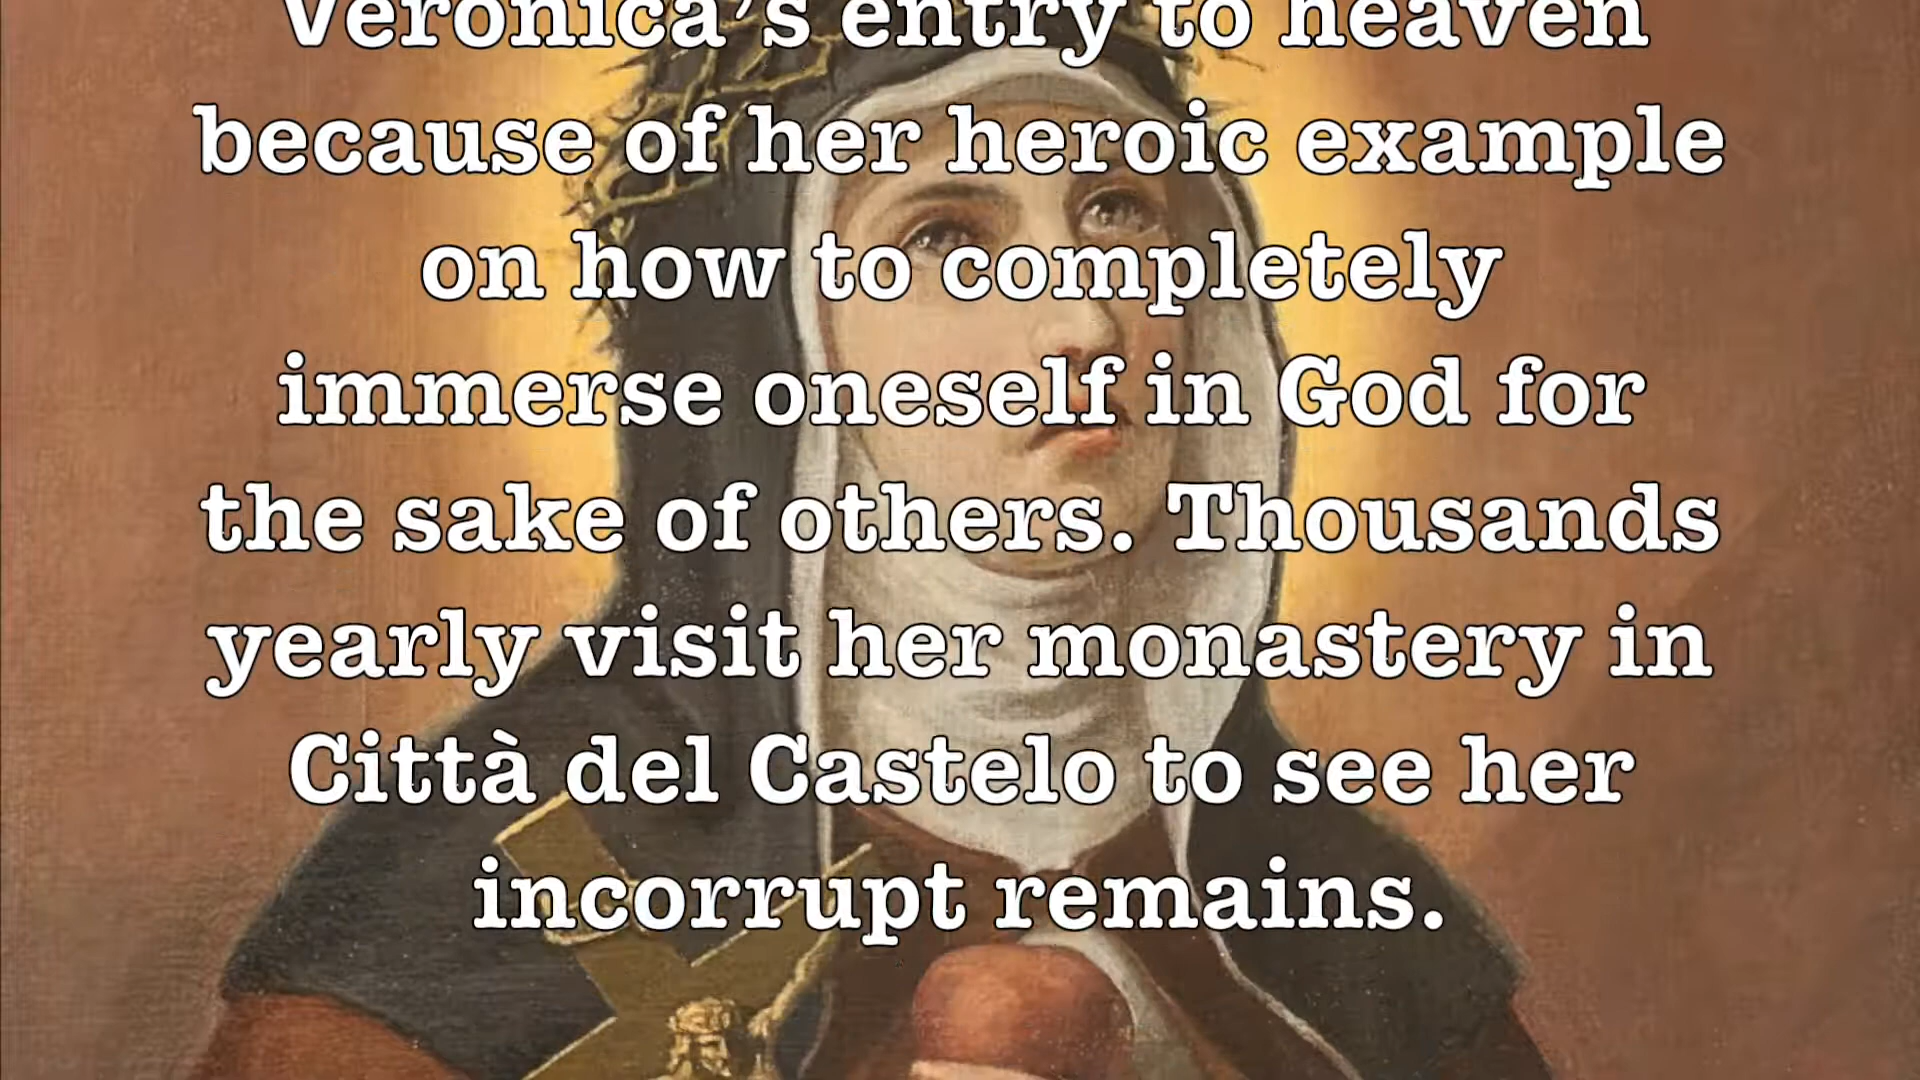 Veronica's entry to heaven
because of her heroic example
on how to completely
immerse oneself in God for
the sake of others. Thousands
yearly visit her monastery in
Città del Castelo to see her
incorrupt remains.